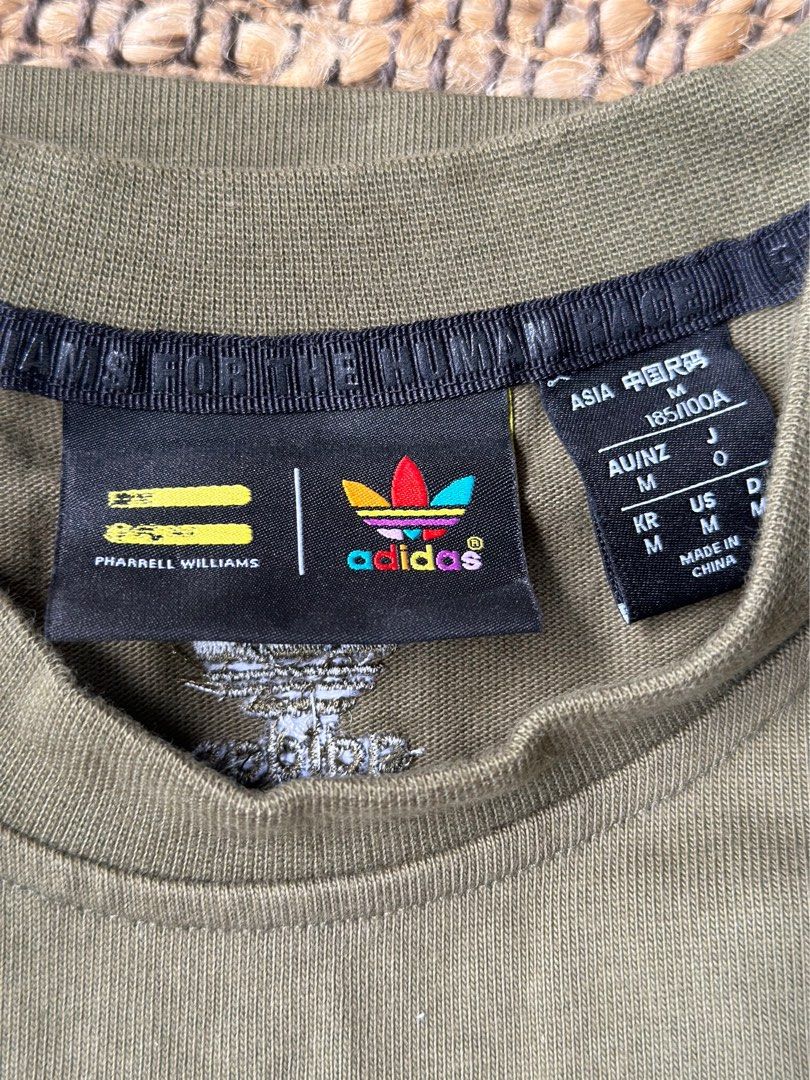 FOR THE HUMAN RACE
PHARRELL WILLIAMS
adidas®
ASIA 中国尺码
M
185/100A
AU/NZ J
M O
KR US D
M M M
MADE IN
CHINA